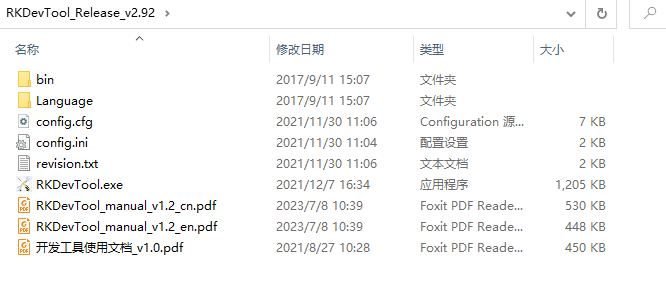 RKDevTool_Release_v2.92
名称 修改日期 类型 大小
bin 2017/9/11 15:07 文件夹
Language 2017/9/11 15:07 文件夹
config.cfg 2021/11/30 11:06 Configuration 源... 7 KB
config.ini 2021/11/30 11:04 配置设置 2 KB
revision.txt 2021/11/30 11:06 文本文档 2 KB
RKDevTool.exe 2021/12/7 16:34 应用程序 1,205 KB
RKDevTool_manual_v1.2_cn.pdf 2023/7/8 10:39 Foxit PDF Reade... 530 KB
RKDevTool_manual_v1.2_en.pdf 2023/7/8 10:39 Foxit PDF Reade... 448 KB
开发工具使用文档_v1.0.pdf 2021/8/27 10:28 Foxit PDF Reade... 450 KB